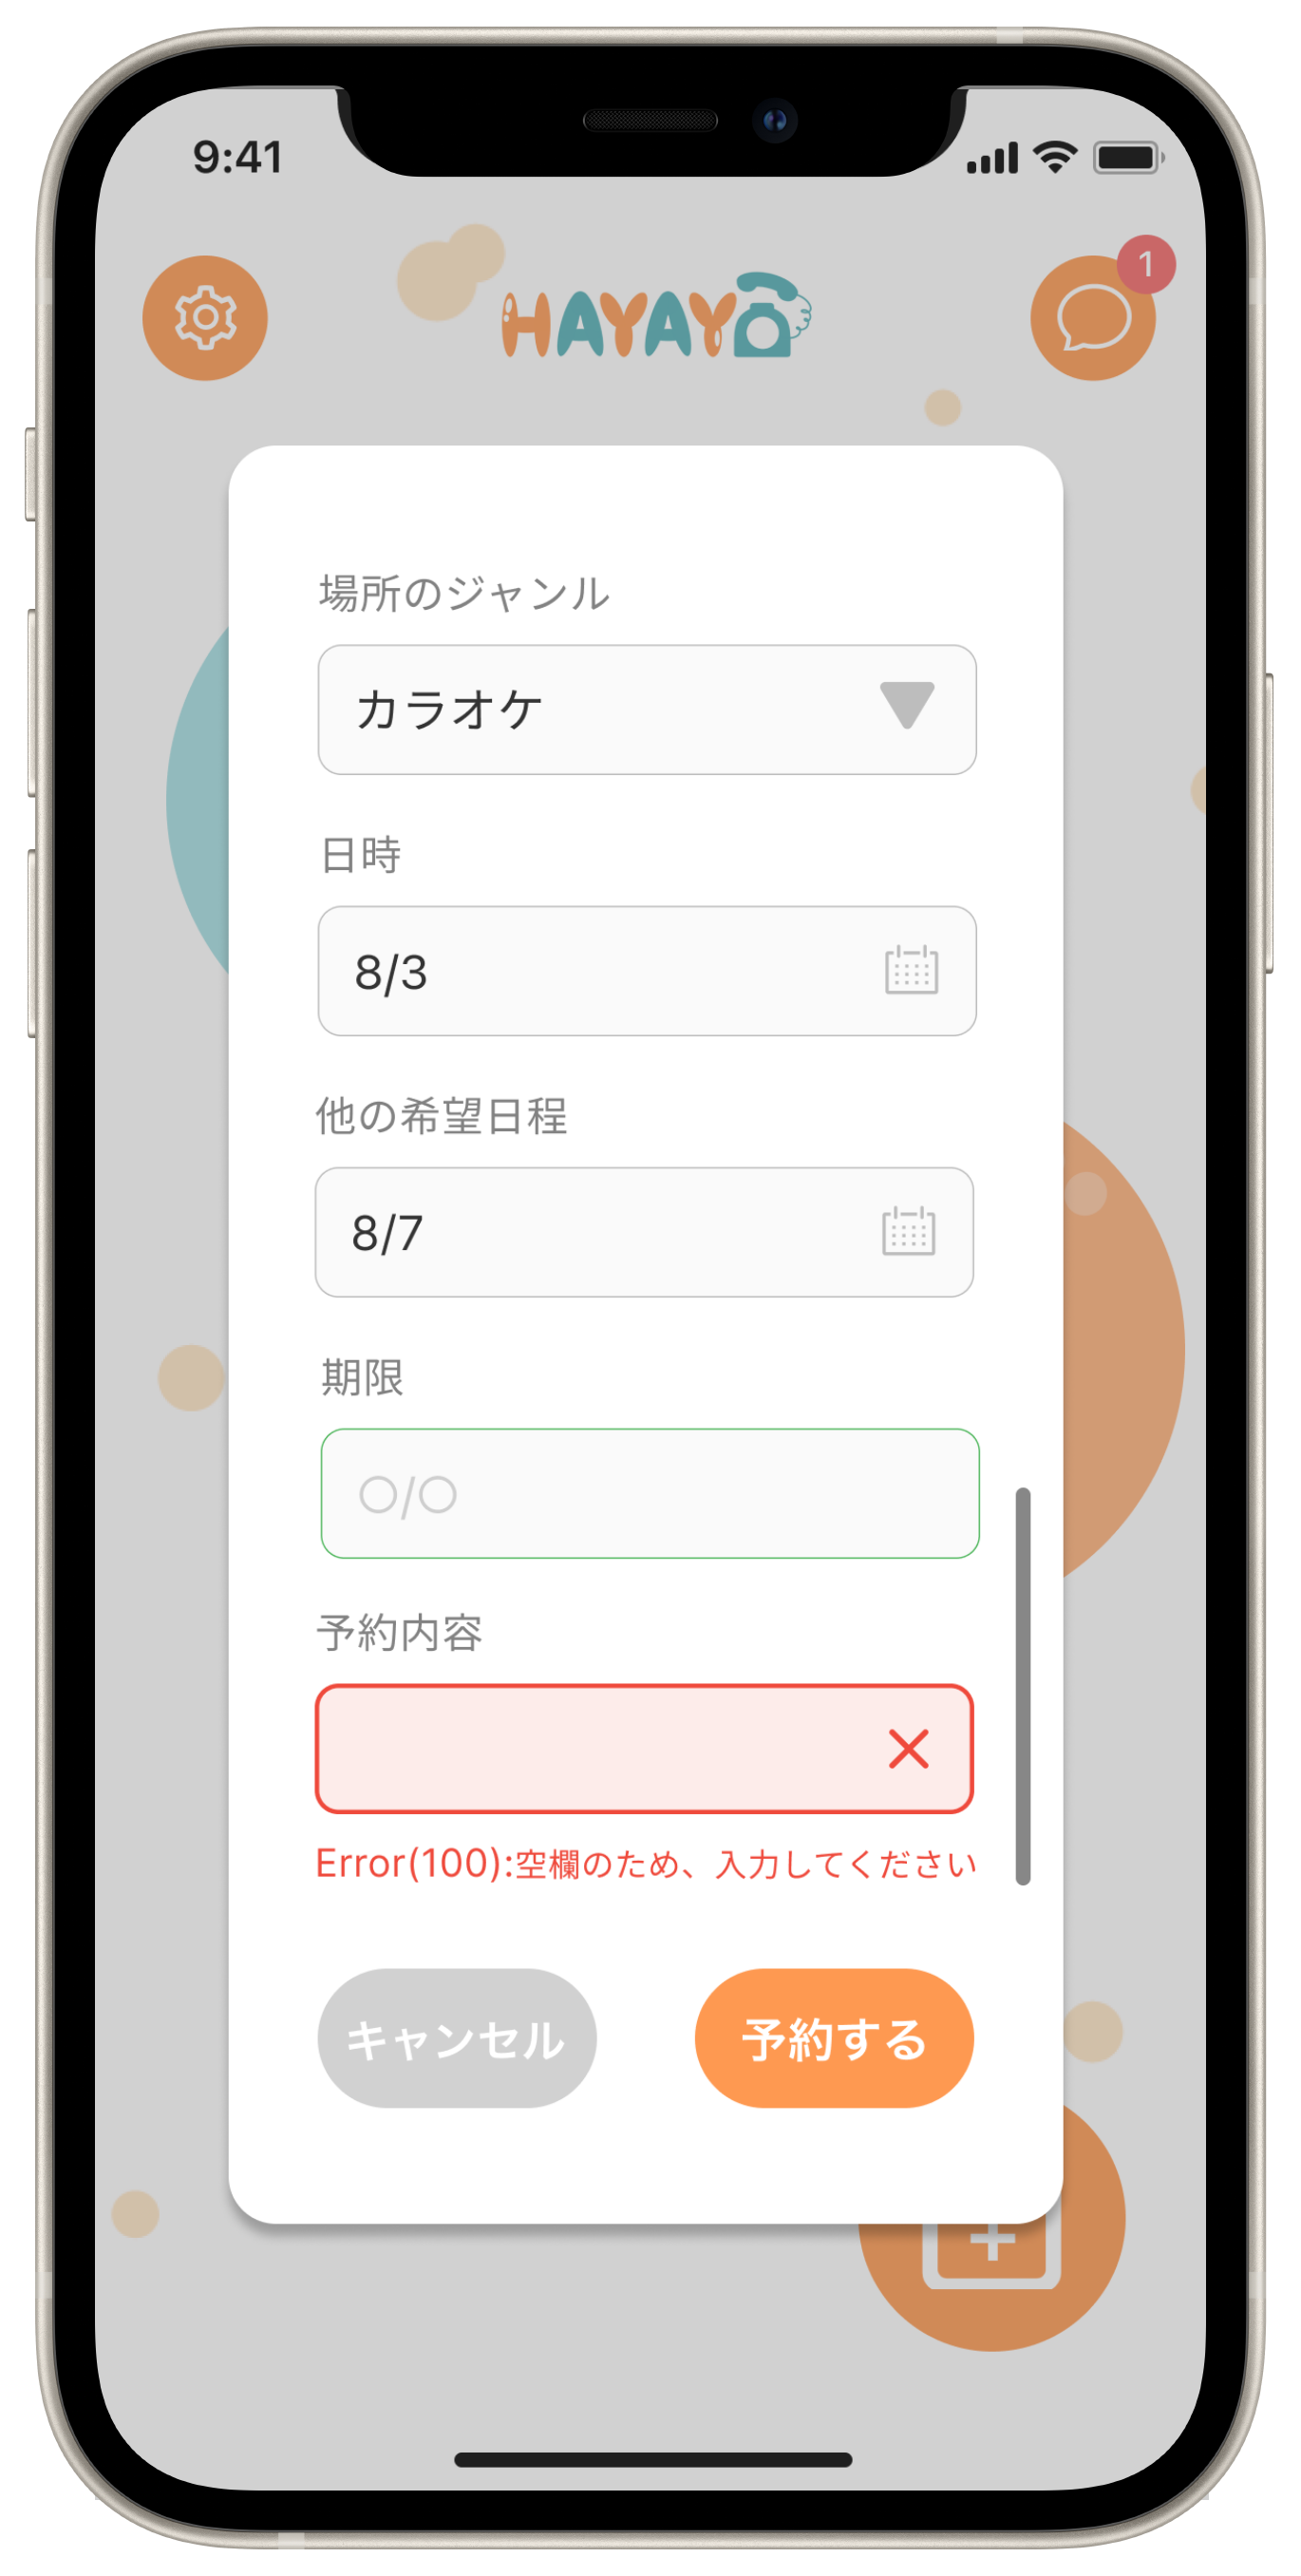 9:41
HAYAYO
1
場所のジャンル
カラオケ
日時
8/3
他の希望日程
8/7
期限
○/○
予約内容
Error(100):空欄のため、入力してください
キャンセル
予約する